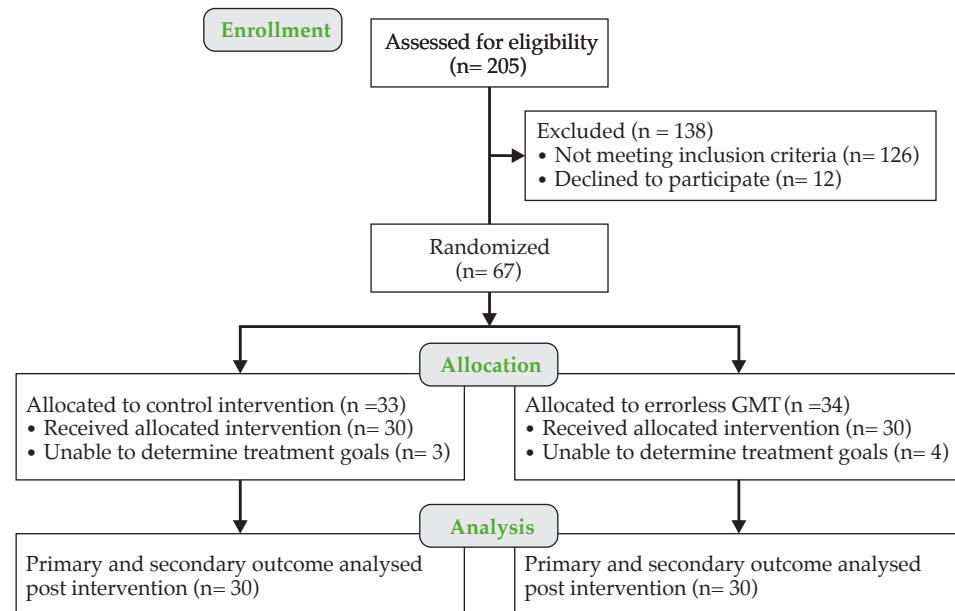 Enrollment
Assessed for eligibility
(n= 205)
Excluded (n = 138)
• Not meeting inclusion criteria (n= 126)
• Declined to participate (n= 12)
Randomized
(n= 67)
Allocation
Allocated to control intervention (n =33)
• Received allocated intervention (n= 30)
• Unable to determine treatment goals (n= 3)
Allocated to errorless GMT (n =34)
• Received allocated intervention (n= 30)
• Unable to determine treatment goals (n= 4)
Analysis
Primary and secondary outcome analysed
post intervention (n= 30)
Primary and secondary outcome analysed
post intervention (n= 30)